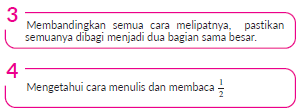 3
Membandingkan semua cara melipatnya, pastikan
semuanya dibagi menjadi dua bagian sama besar.
4
Mengetahui cara menulis dan membaca 1/2